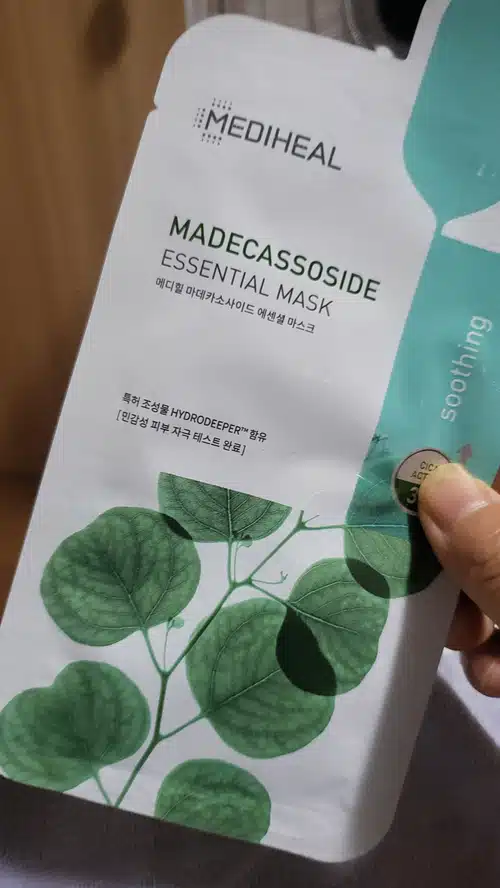 MEDIHEAL
MADECASSOSIDE
ESSENTIAL MASK
메디힐 마데카소사이드 에센셜 마스크
soothing
특허 조성물 HYDRODEEPER™ 함유
[민감성 피부 자극 테스트 완료]